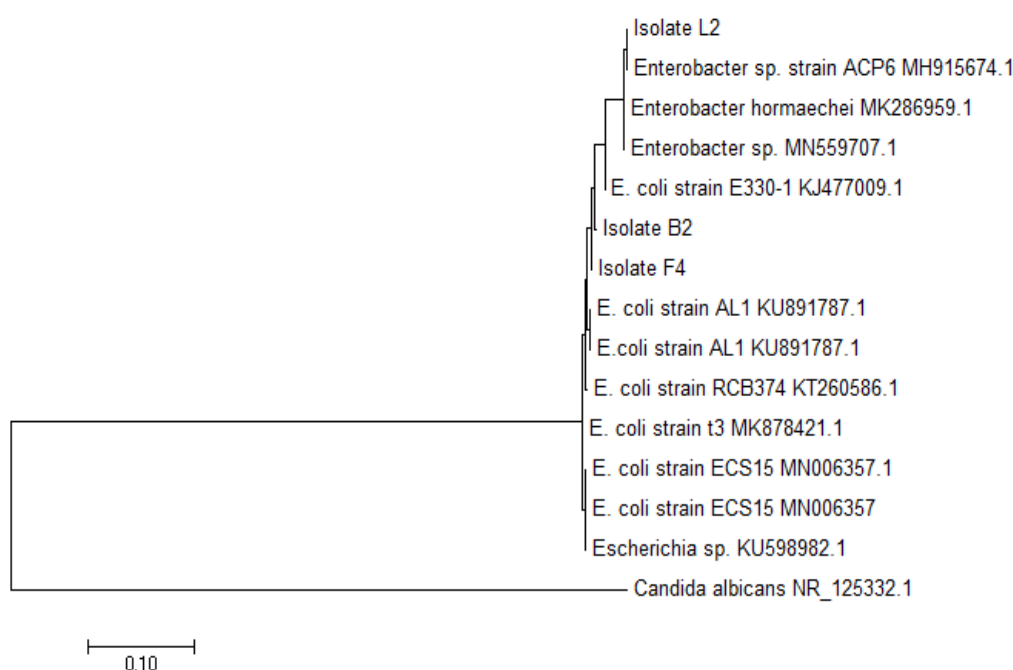 Isolate L2
Enterobacter sp. strain ACP6 MH915674.1
Enterobacter hormaechei MK286959.1
Enterobacter sp. MN559707.1
E. coli strain E330-1 KJ477009.1
Isolate B2
Isolate F4
E. coli strain AL1 KU891787.1
E.coli strain AL1 KU891787.1
E. coli strain RCB374 KT260586.1
E. coli strain t3 MK878421.1
E. coli strain ECS15 MN006357.1
E. coli strain ECS15 MN006357
Escherichia sp. KU598982.1
Candida albicans NR_125332.1
0.10